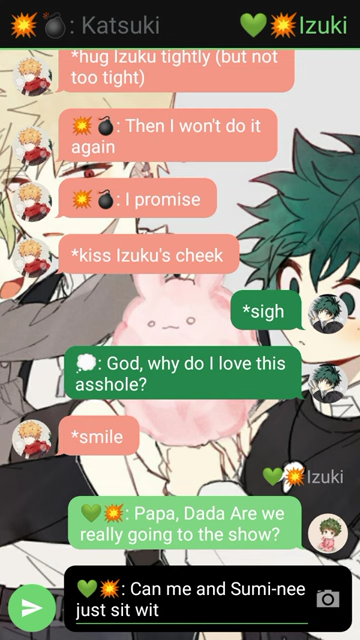 💥💣: Katsuki
💚💥Izuki
*hug Izuku tightly (but not
too tight)
💥💣: Then I won't do it
again
💥💣: I promise
*kiss Izuku's cheek
*sigh
💭: God, why do I love this
asshole?
*smile
💚💥Izuki
💚💥: Papa, Dada Are we
really going to the show?
💚💥: Can me and Sumi-nee
just sit wit